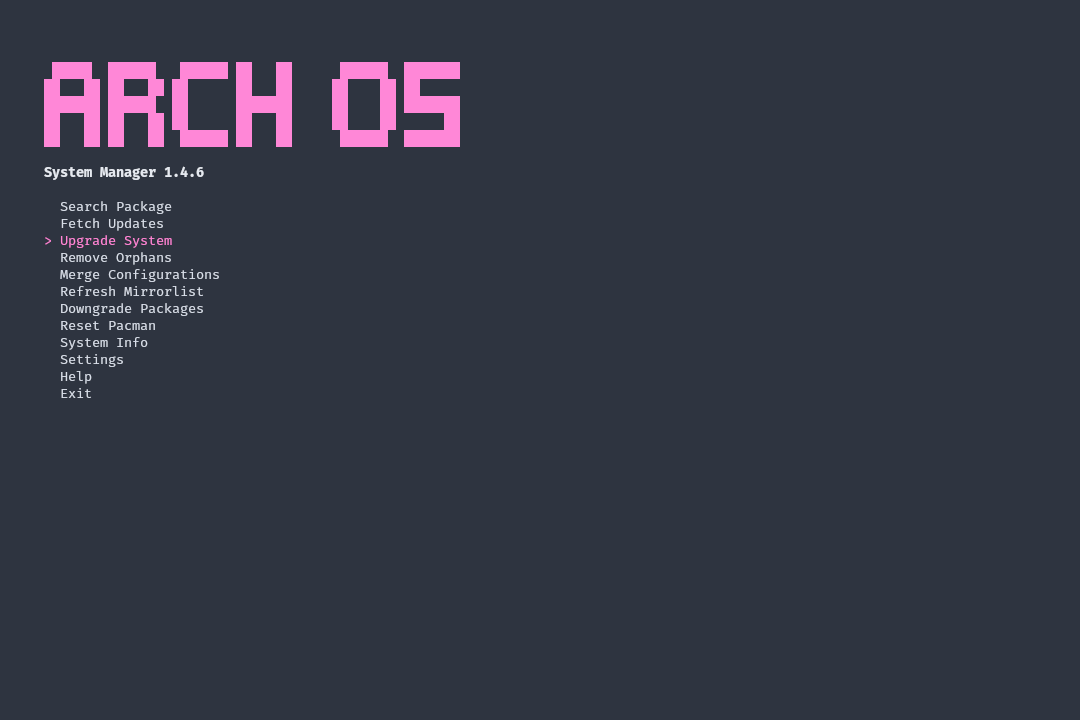 ARCH OS
System Manager 1.4.6
Search Package
Fetch Updates
> Upgrade System
Remove Orphans
Merge Configurations
Refresh Mirrorlist
Downgrade Packages
Reset Pacman
System Info
Settings
Help
Exit